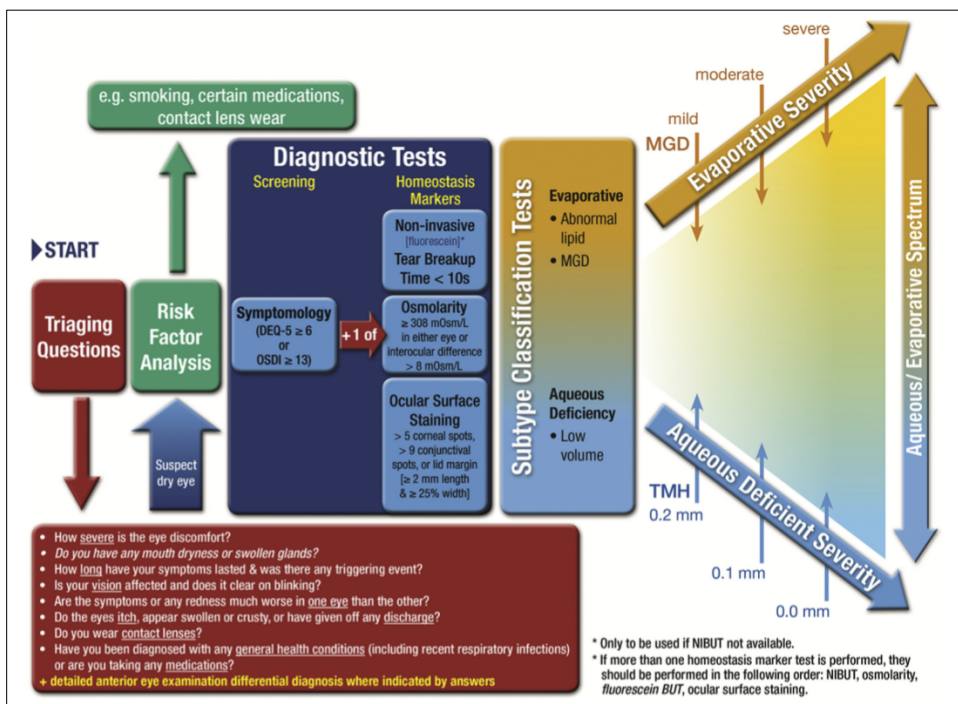 e.g. smoking, certain medications,
contact lens wear
START
Triaging
Questions
Risk
Factor
Analysis
Suspect
dry eye
Diagnostic Tests
Screening
Symptomology
(DEQ-5 ≥ 6
or
OSDI ≥ 13)
+1 of
Homeostasis
Markers
Non-invasive
[fluorescein]*
Tear Breakup
Time < 10s
Osmolarity
≥ 308 mOsm/L
in either eye or
interocular difference
> 8 mOsm/L
Ocular Surface
Staining
> 5 corneal spots,
> 9 conjunctival
spots, or lid margin
[≥ 2 mm length
& ≥ 25% width]
Subtype Classification Tests
Evaporative
• Abnormal
lipid
• MGD
Aqueous
Deficiency
• Low
volume
severe
moderate
mild
MGD
Evaporative Severity
Aqueous/ Evaporative Spectrum
Aqueous Deficient Severity
TMH
0.2 mm
0.1 mm
0.0 mm
• How severe is the eye discomfort?
• Do you have any mouth dryness or swollen glands?
• How long have your symptoms lasted & was there any triggering event?
• Is your vision affected and does it clear on blinking?
• Are the symptoms or any redness much worse in one eye than the other?
• Do the eyes itch, appear swollen or crusty, or have given off any discharge?
• Do you wear contact lenses?
• Have you been diagnosed with any general health conditions (including recent respiratory infections)
or are you taking any medications?
+ detailed anterior eye examination differential diagnosis where indicated by answers
* Only to be used if NIBUT not available.
* If more than one homeostasis marker test is performed, they
should be performed in the following order: NIBUT, osmolarity,
fluorescein BUT, ocular surface staining.